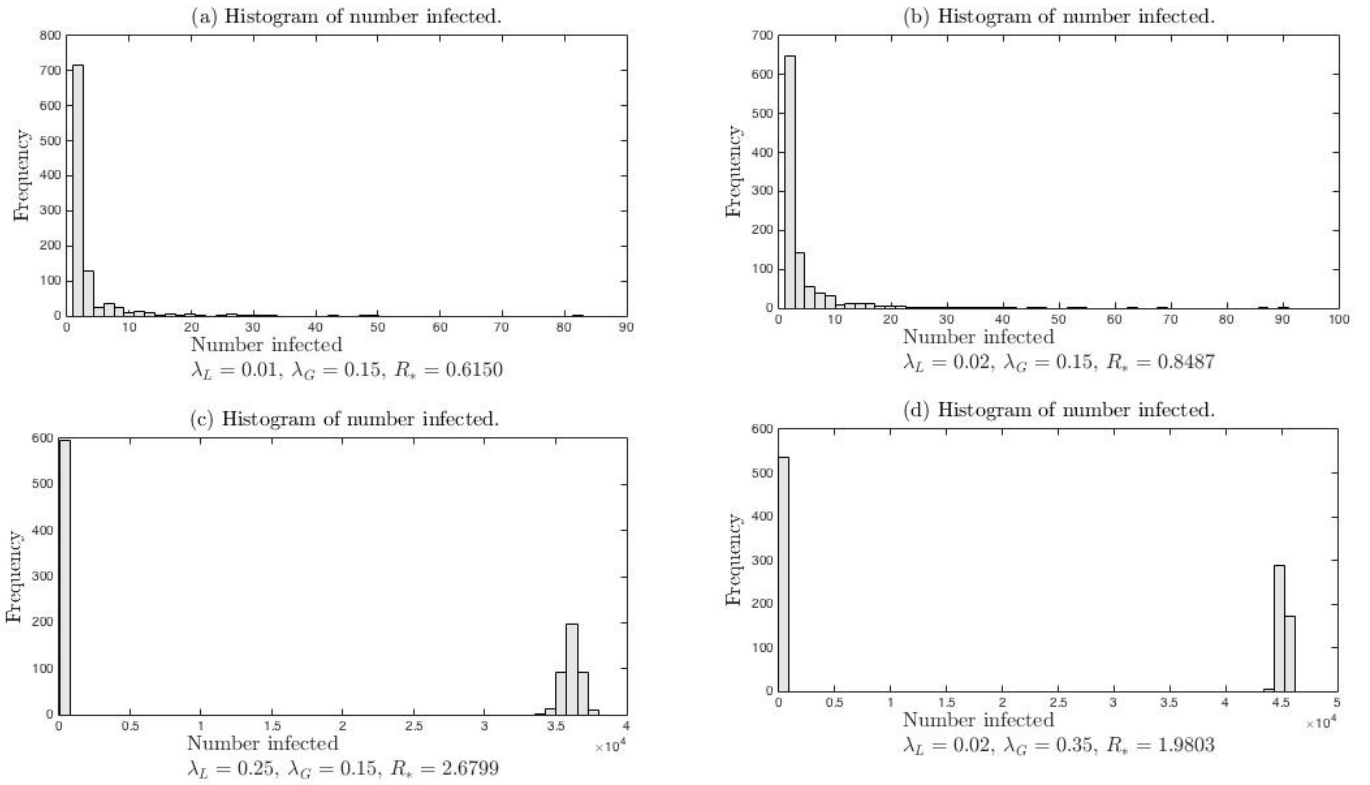 (a) Histogram of number infected.
800
700
600
500
400
300
200
100
0
Frequency
0 10 20 30 40 50 60 70 80 90
Number infected
λ_L = 0.01, λ_G = 0.15, R_* = 0.6150
(b) Histogram of number infected.
700
600
500
400
300
200
100
0
Frequency
0 10 20 30 40 50 60 70 80 90 100
Number infected
λ_L = 0.02, λ_G = 0.15, R_* = 0.8487
(c) Histogram of number infected.
600
500
400
300
200
100
0
Frequency
0 0.5 1 1.5 2 2.5 3 3.5 4
×10⁴
Number infected
λ_L = 0.25, λ_G = 0.15, R_* = 2.6799
(d) Histogram of number infected.
600
500
400
300
200
100
0
Frequency
0 0.5 1 1.5 2 2.5 3 3.5 4 4.5 5
×10⁴
Number infected
λ_L = 0.02, λ_G = 0.35, R_* = 1.9803